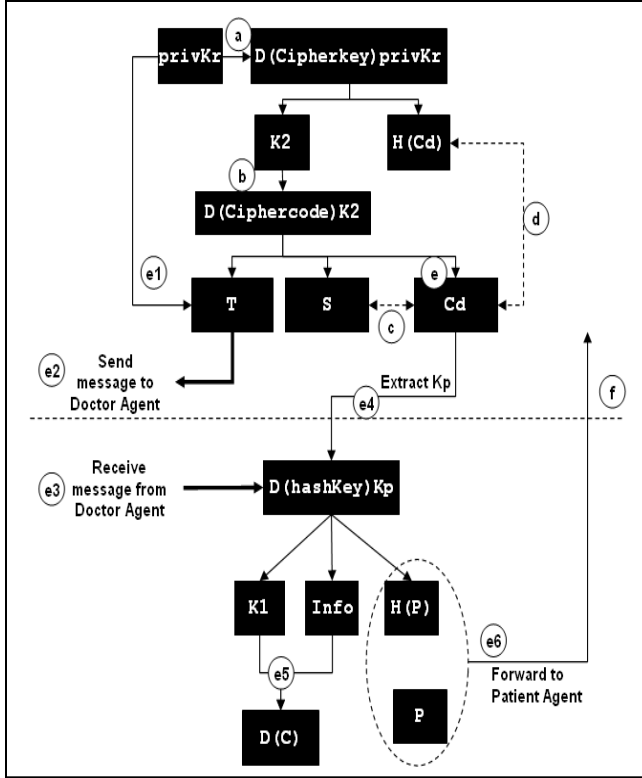 a
privKr
D(Cipherkey)privKr
K2
H(Cd)
b
D(Ciphercode)K2
d
e1
e
T
S
Cd
c
e2
Send
message to
Doctor Agent
Extract Kp
e4
f
e3
Receive
message from
Doctor Agent
D(hashKey)Kp
K1
Info
H(P)
e6
e5
Forward to
Patient Agent
P
D(C)